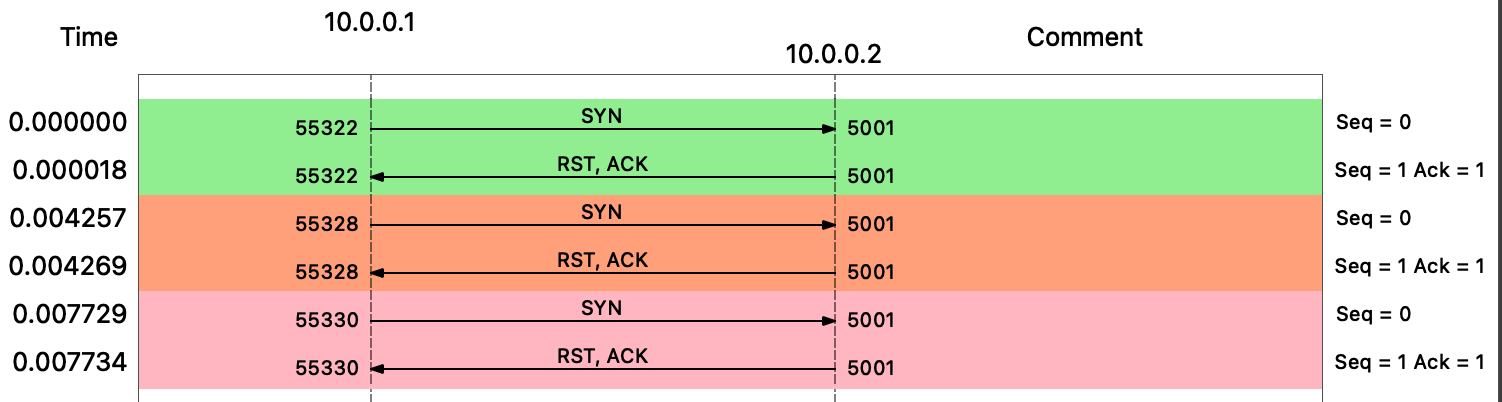 10.0.0.1
Time
Comment
10.0.0.2
SYN
0.000000 55322 5001 Seq = 0
RST, ACK
0.000018 55322 5001 Seq = 1 Ack = 1
SYN
0.004257 55328 5001 Seq = 0
RST, ACK
0.004269 55328 5001 Seq = 1 Ack = 1
SYN
0.007729 55330 5001 Seq = 0
RST, ACK
0.007734 55330 5001 Seq = 1 Ack = 1